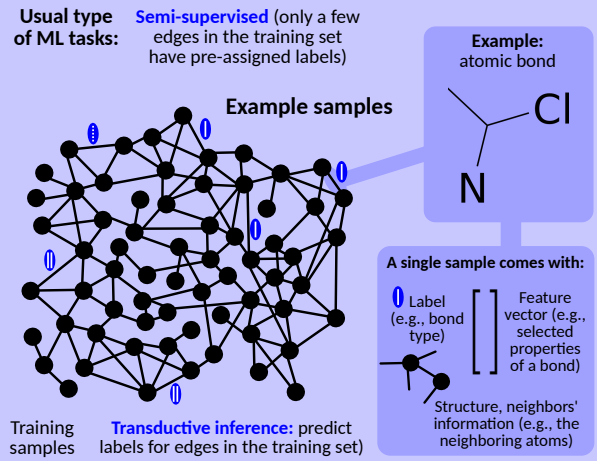 Usual type
of ML tasks:
Semi-supervised (only a few
edges in the training set
have pre-assigned labels)
Example samples
Example:
atomic bond
Cl
N
A single sample comes with:
Label
(e.g., bond
type)
Feature
vector (e.g.,
selected
properties
of a bond)
Structure, neighbors'
information (e.g., the
neighboring atoms)
Training
samples
Transductive inference: predict
labels for edges in the training set)